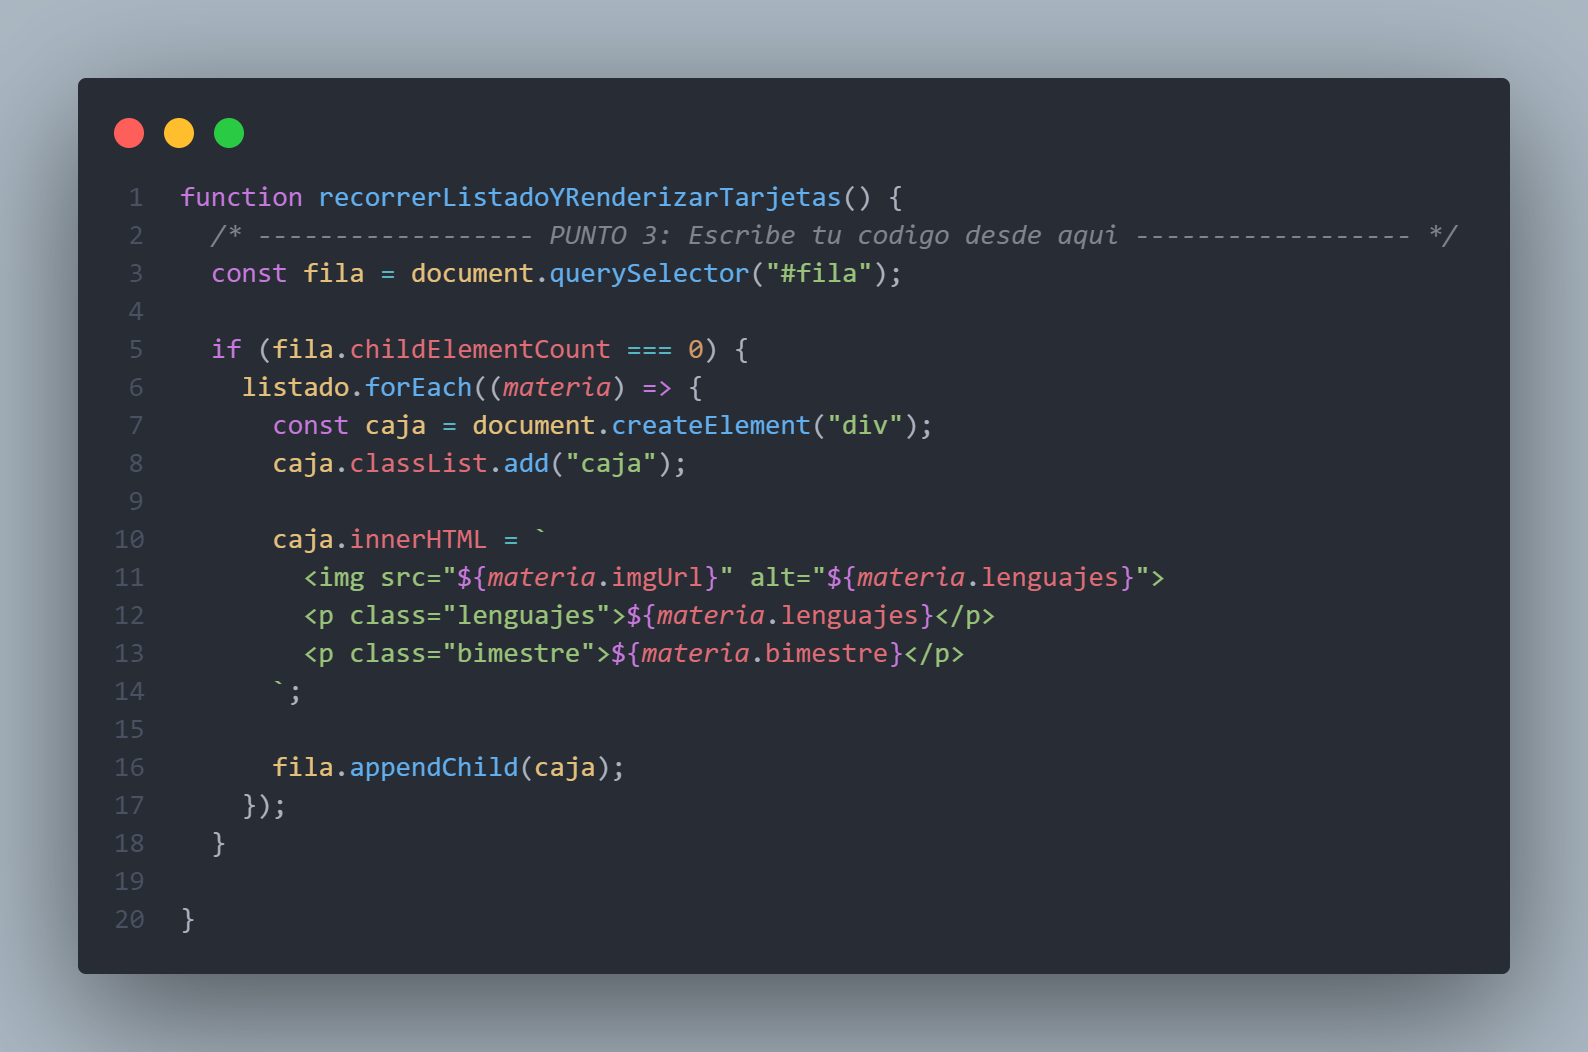 1 function recorrerListadoYRenderizarTarjetas() {
2   /* ------------------ PUNTO 3: Escribe tu codigo desde aqui ------------------ */
3   const fila = document.querySelector("#fila");
4
5   if (fila.childElementCount === 0) {
6     listado.forEach((materia) => {
7       const caja = document.createElement("div");
8       caja.classList.add("caja");
9
10       caja.innerHTML = `
11         <img src="${materia.imgUrl}" alt="${materia.lenguajes}">
12         <p class="lenguajes">${materia.lenguajes}</p>
13         <p class="bimestre">${materia.bimestre}</p>
14       `;
15
16       fila.appendChild(caja);
17     });
18   }
19
20 }